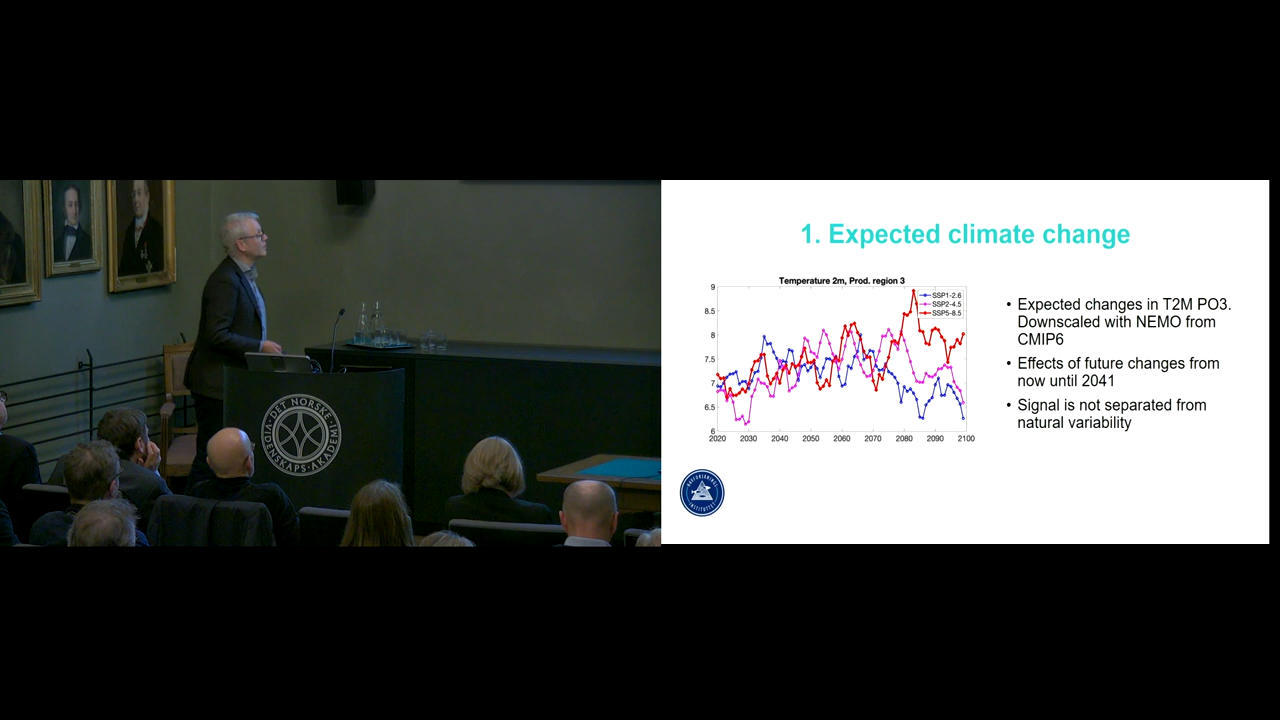 DET NORSKE
VIDENSKAPS-AKADEMI
1. Expected climate change
Temperature 2m, Prod. region 3
9
8.5
8
7.5
7
6.5
6
2020 2030 2040 2050 2060 2070 2080 2090 2100
SSP1-2.6
SSP2-4.5
SSP5-8.5
• Expected changes in T2M PO3.
Downscaled with NEMO from
CMIP6
• Effects of future changes from
now until 2041
• Signal is not separated from
natural variability
HAVFORSKNINGS
INSTITUTTET